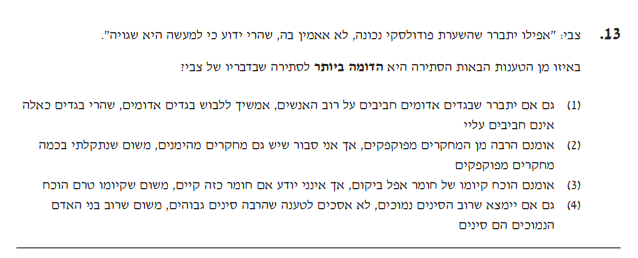 13. צבי: "אפילו יתברר שהשערת פודולסקי נכונה, לא אאמין בה, שהרי ידוע כי למעשה היא שגויה".
באיזו מן הטענות הבאות הסתירה היא הדומה ביותר לסתירה שבדבריו של צבי?
(1) גם אם יתברר שבגדים אדומים חביבים על רוב האנשים, אמשיך ללבוש בגדים אדומים, שהרי בגדים כאלה
אינם חביבים עליי
(2) אומנם הרבה מן המחקרים מפוקפקים, אך אני סבור שיש גם מחקרים מהימנים, משום שנתקלתי בכמה
מחקרים מפוקפקים
(3) אומנם הוכח קיומו של חומר אפל ביקום, אך אינני יודע אם חומר כזה קיים, משום שקיומו טרם הוכח
(4) גם אם יימצא שרוב הסינים נמוכים, לא אסכים לטענה שהרבה סינים גבוהים, משום שרוב בני האדם
הנמוכים הם סינים